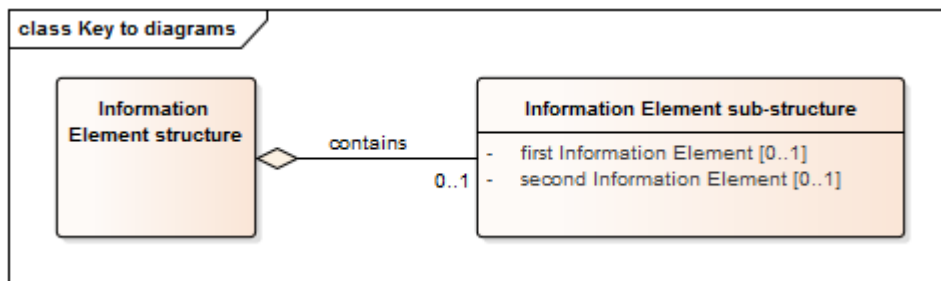 class Key to diagrams
Information
Element structure
contains
0..1
Information Element sub-structure
- first Information Element [0..1]
- second Information Element [0..1]